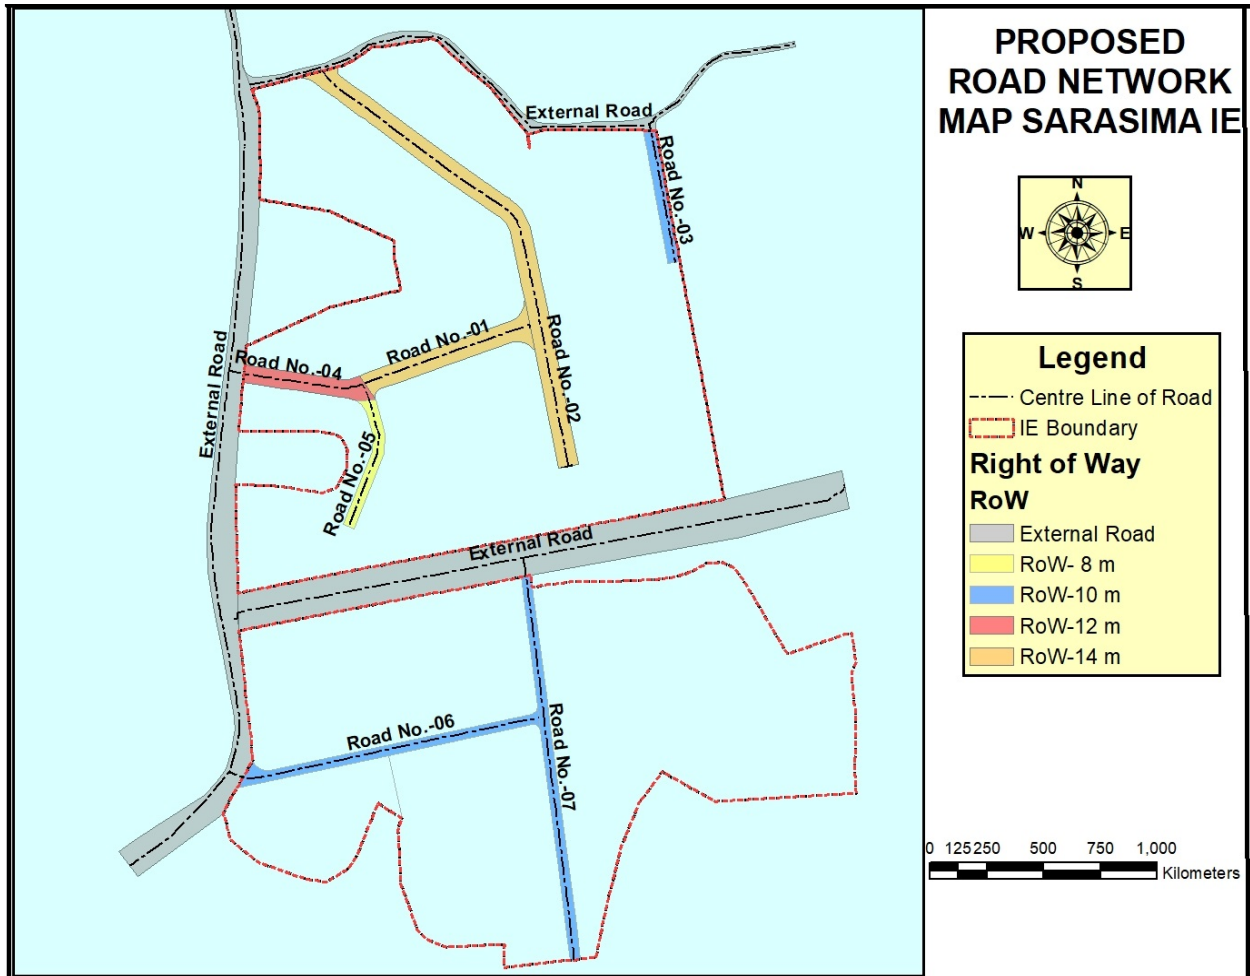 PROPOSED
ROAD NETWORK
MAP SARASIMA IE
N
W
E
S
External Road
Road No.-03
Road No.-01
Road No.-02
Road No.-04
External Road
Road No.-05
External Road
Road No.-06
Road No.-07
Legend
Centre Line of Road
IE Boundary
Right of Way
RoW
External Road
RoW- 8 m
RoW-10 m
RoW-12 m
RoW-14 m
0 125 250 500 750 1,000
Kilometers